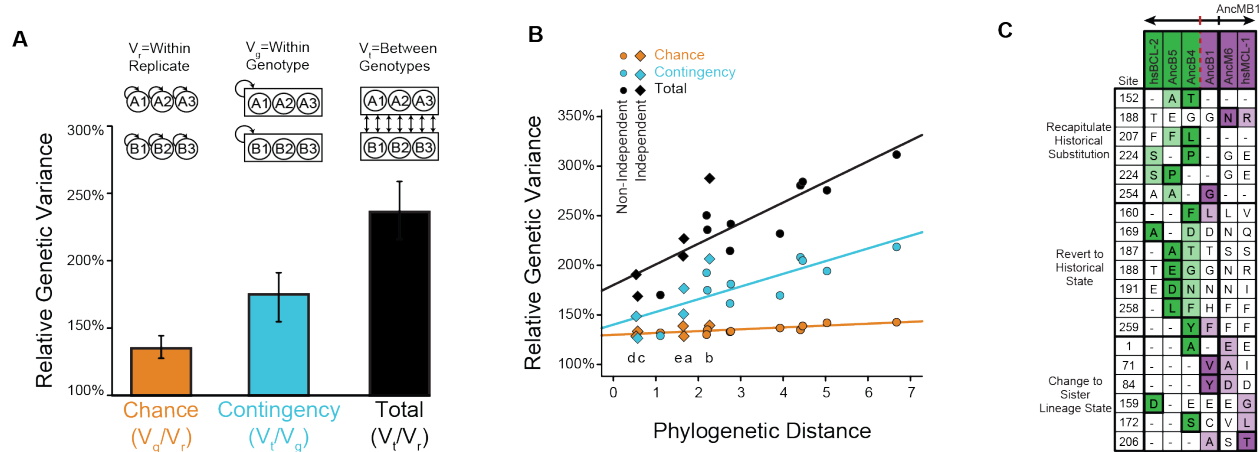 A
Vr=Within
Replicate
Vg=Within
Genotype
Vt=Between
Genotypes
A1 A2 A3
A1 A2 A3
A1 A2 A3
B1 B2 B3
B1 B2 B3
B1 B2 B3
Relative Genetic Variance
300%
250%
200%
150%
100%
Chance
(Vg/Vr)
Contingency
(Vt/Vg)
Total
(Vt/Vr)
B
Chance
Contingency
Total
Non-Independent
Independent
Relative Genetic Variance
350%
300%
250%
200%
150%
100%
d c e a b
0 1 2 3 4 5 6 7
Phylogenetic Distance
C
AncMB1
Site hsBCL-2 AncB5 AncB4 AncB1 AncM6 hsMCL-1
Recapitulate
Historical
Substitution
152 - A T - - -
188 T E G G N R
207 F F L - - -
224 S - P - G E
224 S P - - G E
254 A A - G - -
Revert to
Historical
State
160 - - F L L V
169 A - D D N Q
187 - A T T S S
188 T E G G N R
191 E D N N N I
258 - L F H F F
259 - - Y F F F
Change to
Sister
Lineage State
1 - - A - E E
71 - - - V A I
84 - - - Y D D
159 D - E E E G
172 - - S C V L
206 - - - A S T